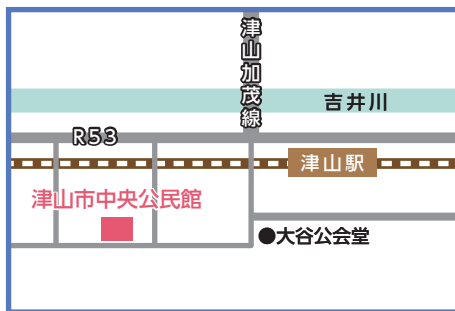 津山加茂線
吉井川
R53
津山駅
津山市中央公民館
●大谷公会堂